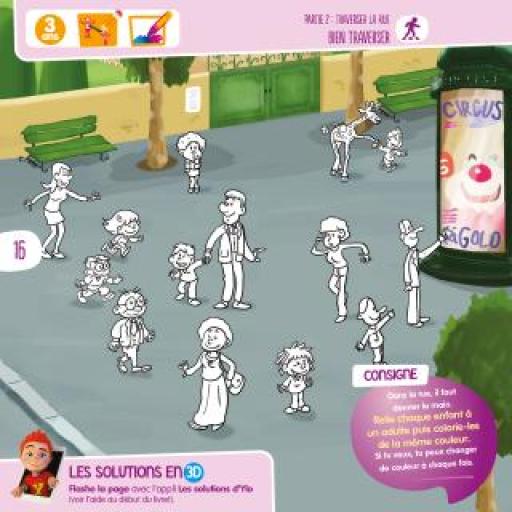 3
ans
PARTIE 2 : TRAVERSER LA RUE
BIEN TRAVERSER
CIRCUS
GOLO
16
CONSIGNE
Dans la rue, il faut
donner la main.
Relie chaque enfant à
un adulte puis colorie-les
de la même couleur.
Si tu veux, tu peux changer
de couleur à chaque fois.
LES SOLUTIONS EN 3D
Flashe la page avec l'appli Les solutions d'Ylo
(voir l'aide au début du livret).